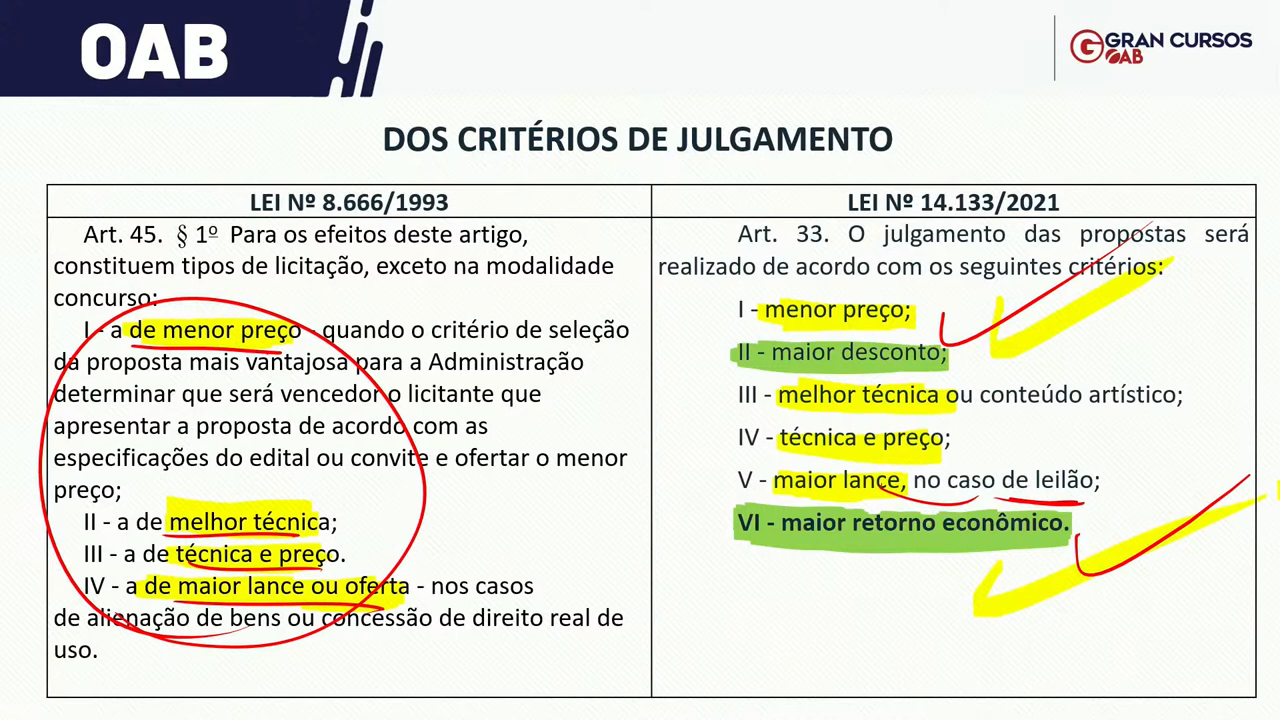 OAB
GRAN CURSOS
OAB
DOS CRITÉRIOS DE JULGAMENTO
LEI Nº 8.666/1993
Art. 45. § 1º Para os efeitos deste artigo,
constituem tipos de licitação, exceto na modalidade
concurso:
I - a de menor preço - quando o critério de seleção
da proposta mais vantajosa para a Administração
determinar que será vencedor o licitante que
apresentar a proposta de acordo com as
especificações do edital ou convite e ofertar o menor
preço;
II - a de melhor técnica;
III - a de técnica e preço.
IV - a de maior lance ou oferta - nos casos
de alienação de bens ou concessão de direito real de
uso.
LEI Nº 14.133/2021
Art. 33. O julgamento das propostas será
realizado de acordo com os seguintes critérios:
I - menor preço;
II - maior desconto;
III - melhor técnica ou conteúdo artístico;
IV - técnica e preço;
V - maior lance, no caso de leilão;
VI - maior retorno econômico.